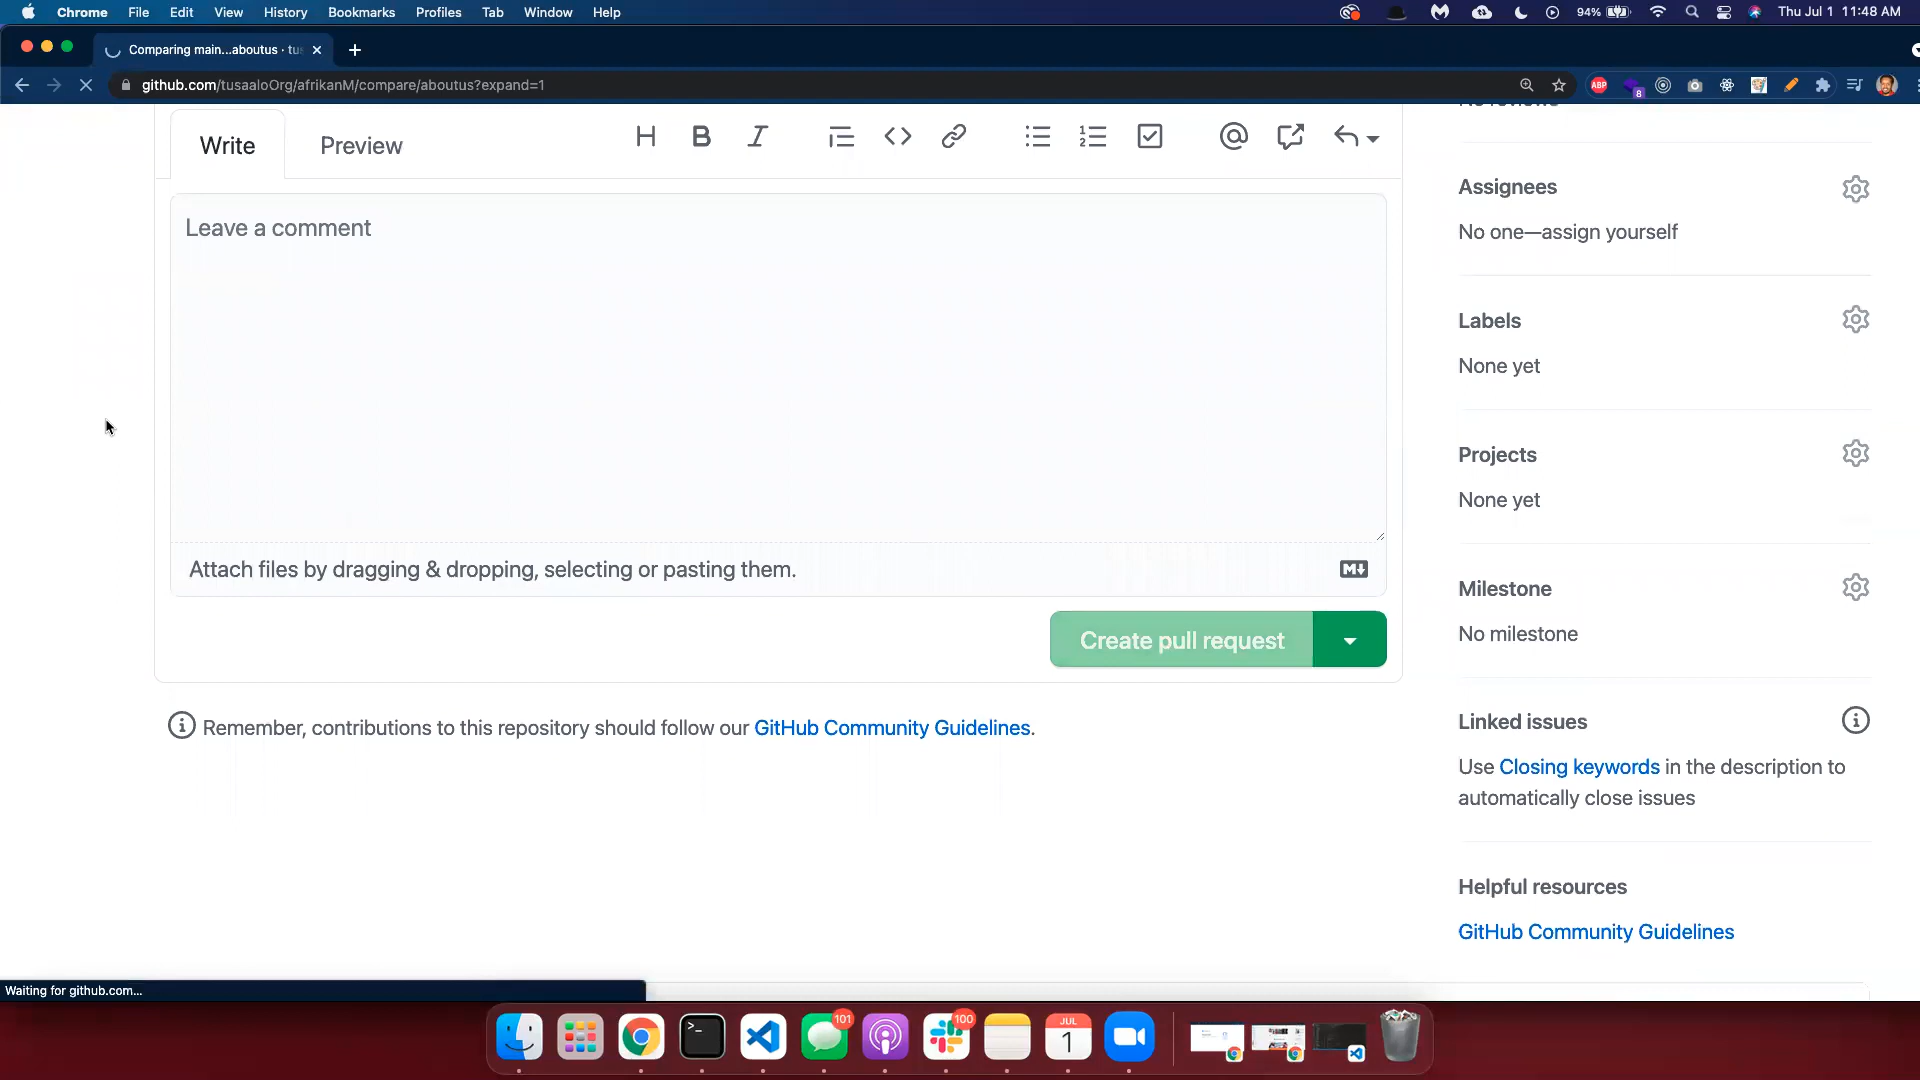 Chrome File Edit View History Bookmarks Profiles Tab Window Help
94% Thu Jul 1 11:48 AM
Comparing main...aboutus · tu
github.com/tusaaloOrg/afrikanM/compare/aboutus?expand=1
ABP
8
Write Preview
Leave a comment
Attach files by dragging & dropping, selecting or pasting them.
Create pull request
Remember, contributions to this repository should follow our GitHub Community Guidelines.
No reviews
Assignees
No one—assign yourself
Labels
None yet
Projects
None yet
Milestone
No milestone
Linked issues
Use Closing keywords in the description to
automatically close issues
Helpful resources
GitHub Community Guidelines
Waiting for github.com...
101
100
JUL
1